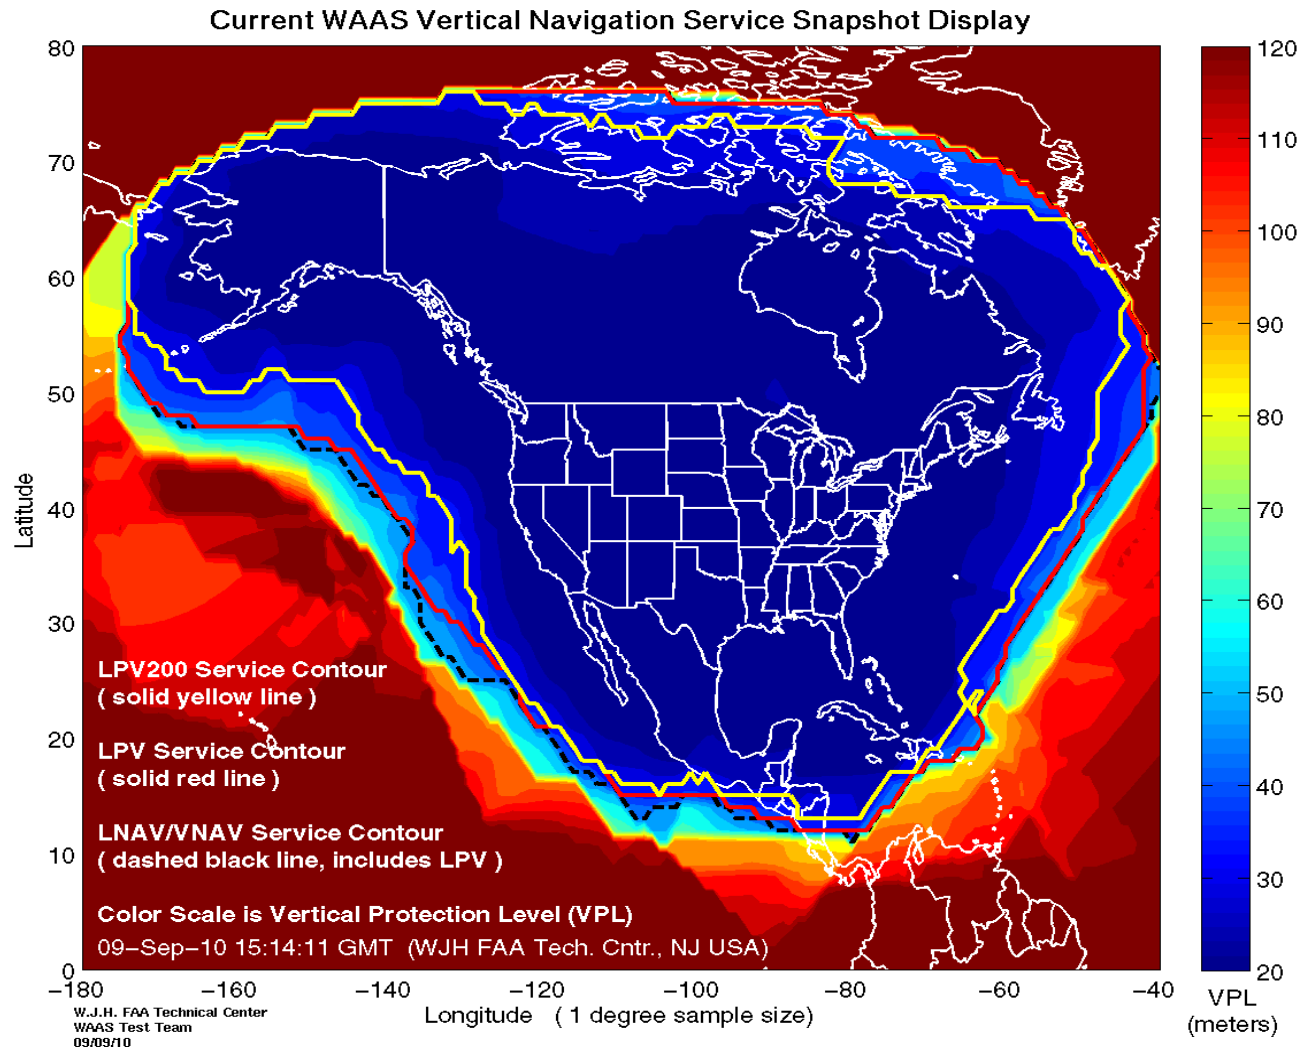 Current WAAS Vertical Navigation Service Snapshot Display
80
70
60
50
40
30
20
10
0
Latitude
LPV200 Service Contour
( solid yellow line )
LPV Service Contour
( solid red line )
LNAV/VNAV Service Contour
( dashed black line, includes LPV )
Color Scale is Vertical Protection Level (VPL)
09-Sep-10 15:14:11 GMT (WJH FAA Tech. Cntr., NJ USA)
-180 -160 -140 -120 -100 -80 -60 -40
Longitude ( 1 degree sample size)
W.J.H. FAA Technical Center
WAAS Test Team
09/09/10
120
110
100
90
80
70
60
50
40
30
20
VPL
(meters)